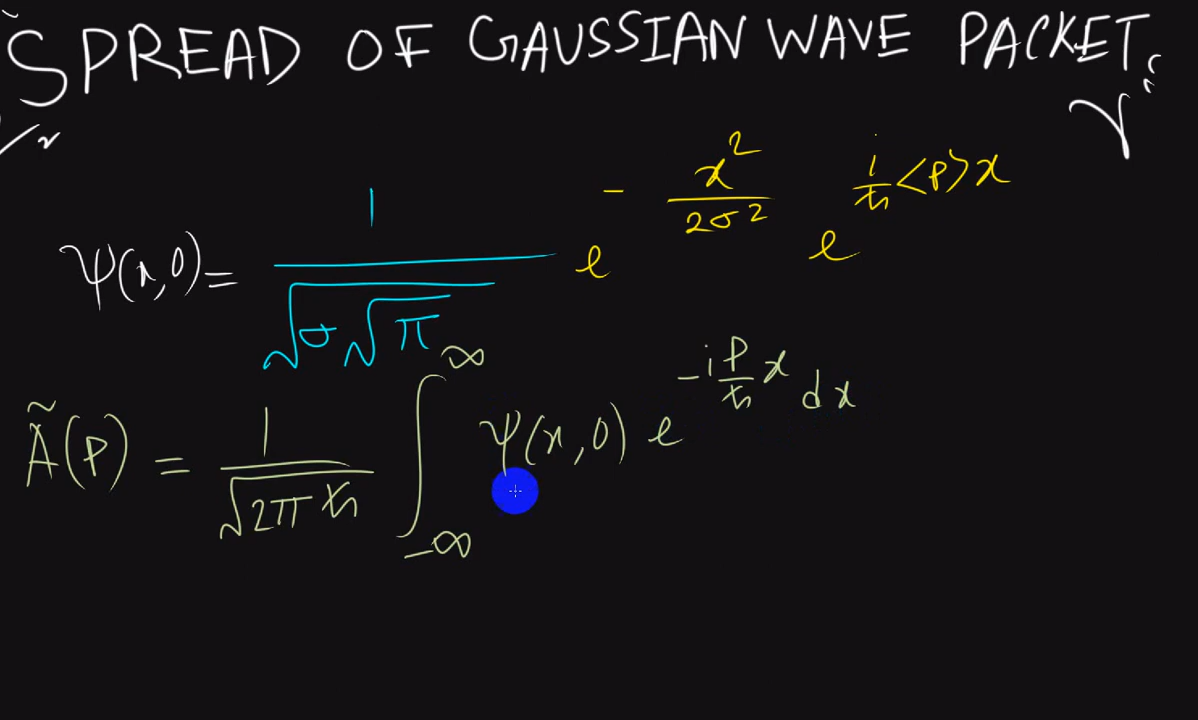 SPREAD OF GAUSSIAN WAVE PACKET
ψ(x,0) = 1/√(σ√π) e^(-x²/2σ²) e^(i/ħ <p>x)
Ã(p) = 1/√(2πħ) ∫_{-∞}^{∞} ψ(x,0) e^(-i p/ħ x) dx